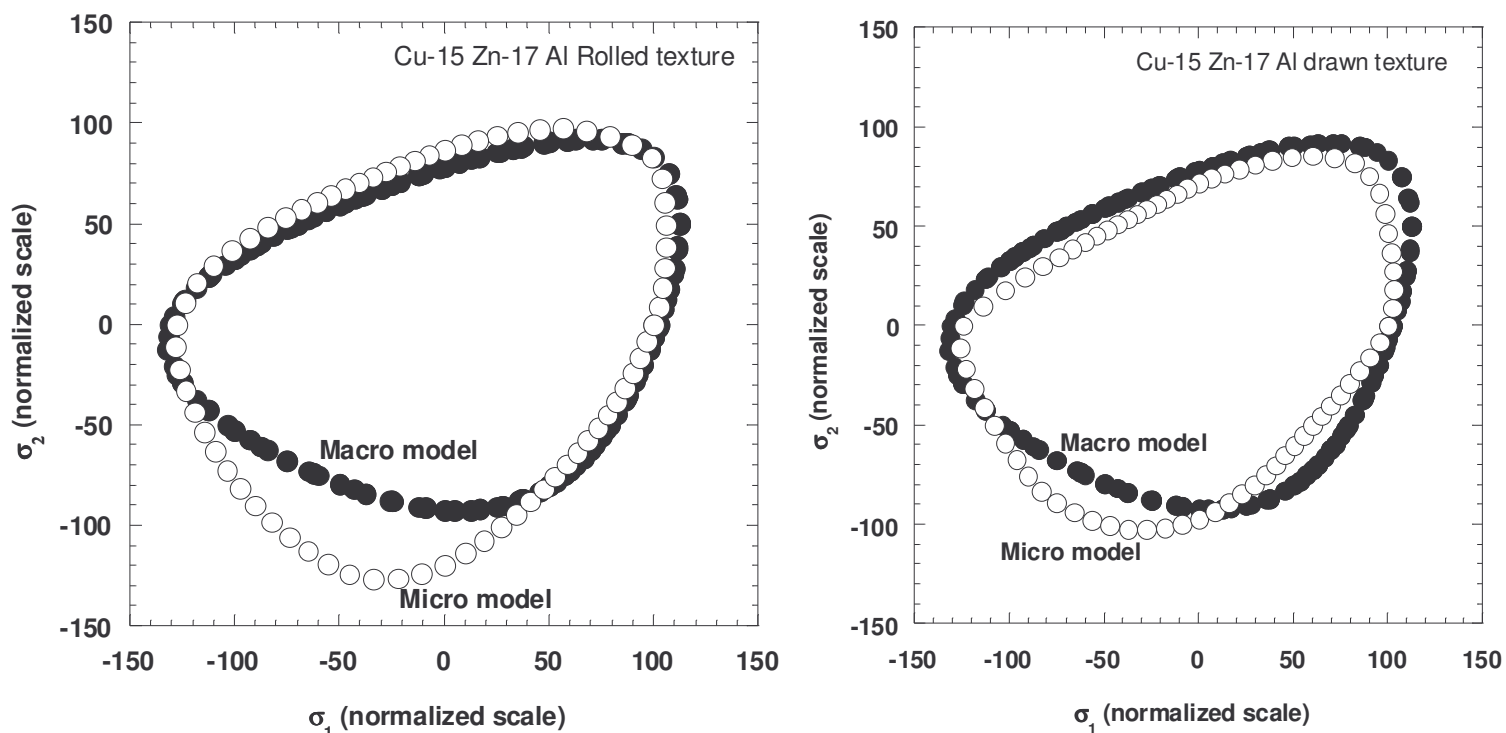 150
100
50
0
-50
-100
-150
σ2 (normalized scale)
Cu-15 Zn-17 Al Rolled texture
Macro model
Micro model
-150 -100 -50 0 50 100 150
σ1 (normalized scale)
150
100
50
0
-50
-100
-150
σ2 (normalized scale)
Cu-15 Zn-17 Al drawn texture
Macro model
Micro model
-150 -100 -50 0 50 100 150
σ1 (normalized scale)